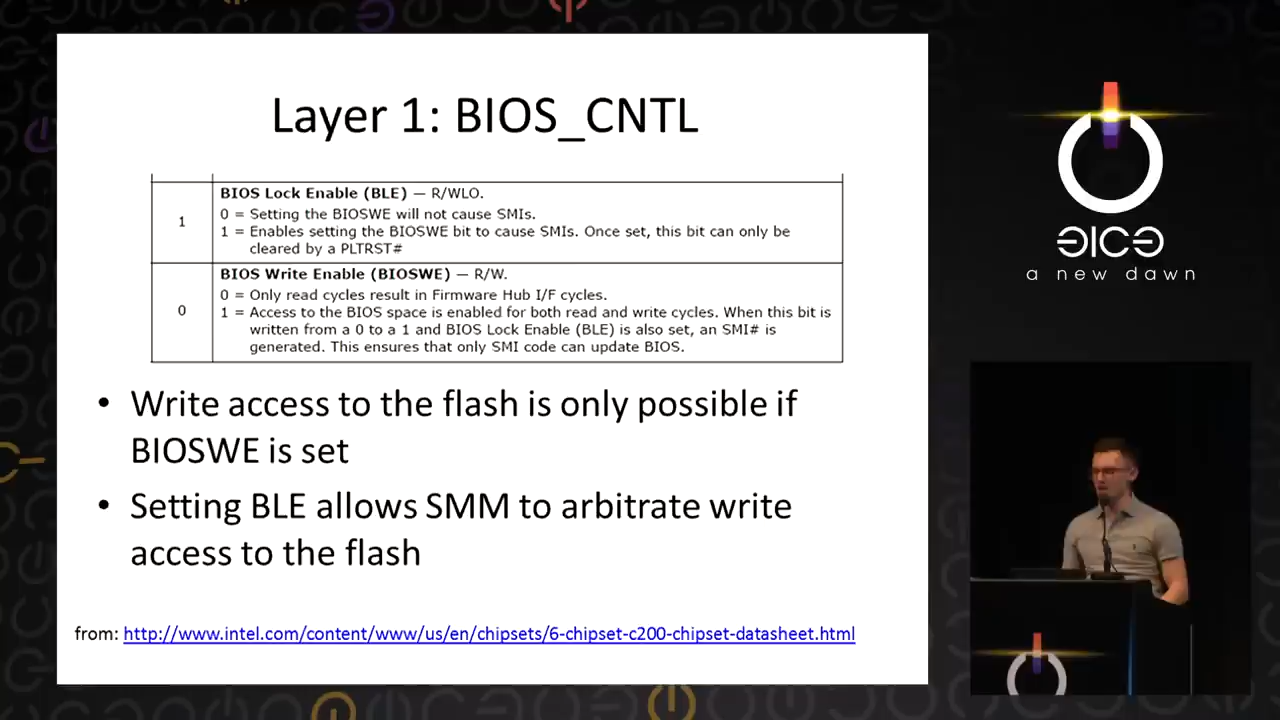 Layer 1: BIOS_CNTL
1
BIOS Lock Enable (BLE) — R/WLO.
0 = Setting the BIOSWE will not cause SMIs.
1 = Enables setting the BIOSWE bit to cause SMIs. Once set, this bit can only be
cleared by a PLTRST#
0
BIOS Write Enable (BIOSWE) — R/W.
0 = Only read cycles result in Firmware Hub I/F cycles.
1 = Access to the BIOS space is enabled for both read and write cycles. When this bit is
written from a 0 to a 1 and BIOS Lock Enable (BLE) is also set, an SMI# is
generated. This ensures that only SMI code can update BIOS.
• Write access to the flash is only possible if
BIOSWE is set
• Setting BLE allows SMM to arbitrate write
access to the flash
from: http://www.intel.com/content/www/us/en/chipsets/6-chipset-c200-chipset-datasheet.html
a new dawn